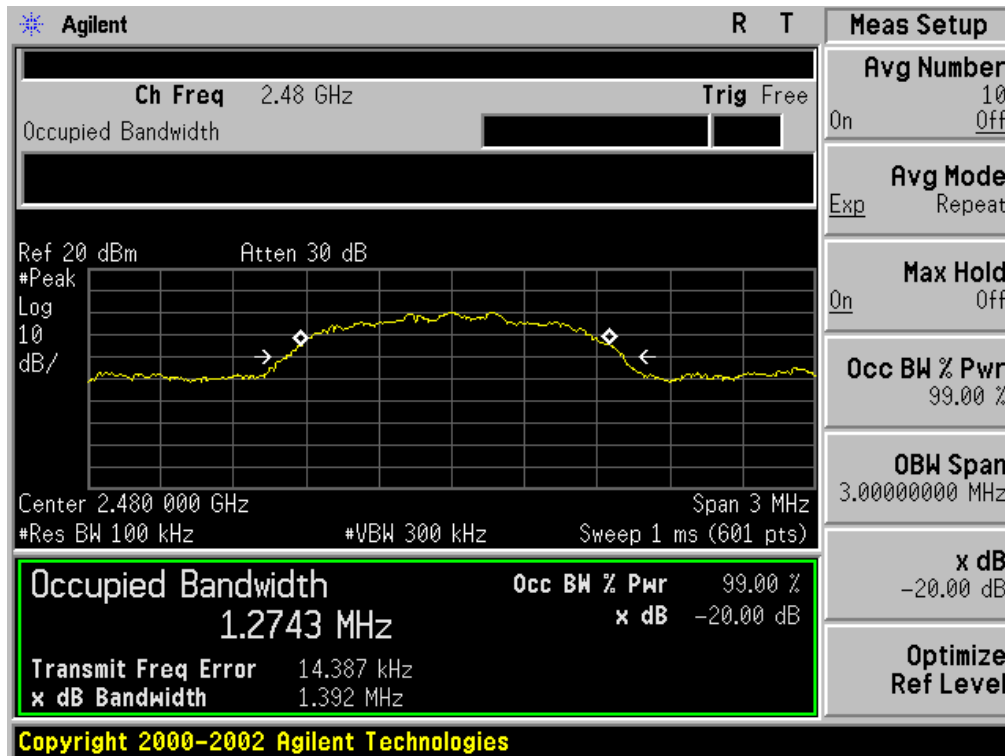 Agilent R T
Meas Setup
Ch Freq 2.48 GHz Trig Free
Occupied Bandwidth
Ref 20 dBm Atten 30 dB
#Peak
Log
10
dB/
Center 2.480 000 GHz Span 3 MHz
#Res BW 100 kHz #VBW 300 kHz Sweep 1 ms (601 pts)
Occupied Bandwidth Occ BW % Pwr 99.00 %
1.2743 MHz x dB -20.00 dB
Transmit Freq Error 14.387 kHz
x dB Bandwidth 1.392 MHz
Avg Number
10
On Off
Avg Mode
Exp Repeat
Max Hold
On Off
Occ BW % Pwr
99.00 %
OBW Span
3.00000000 MHz
x dB
-20.00 dB
Optimize
Ref Level
Copyright 2000-2002 Agilent Technologies